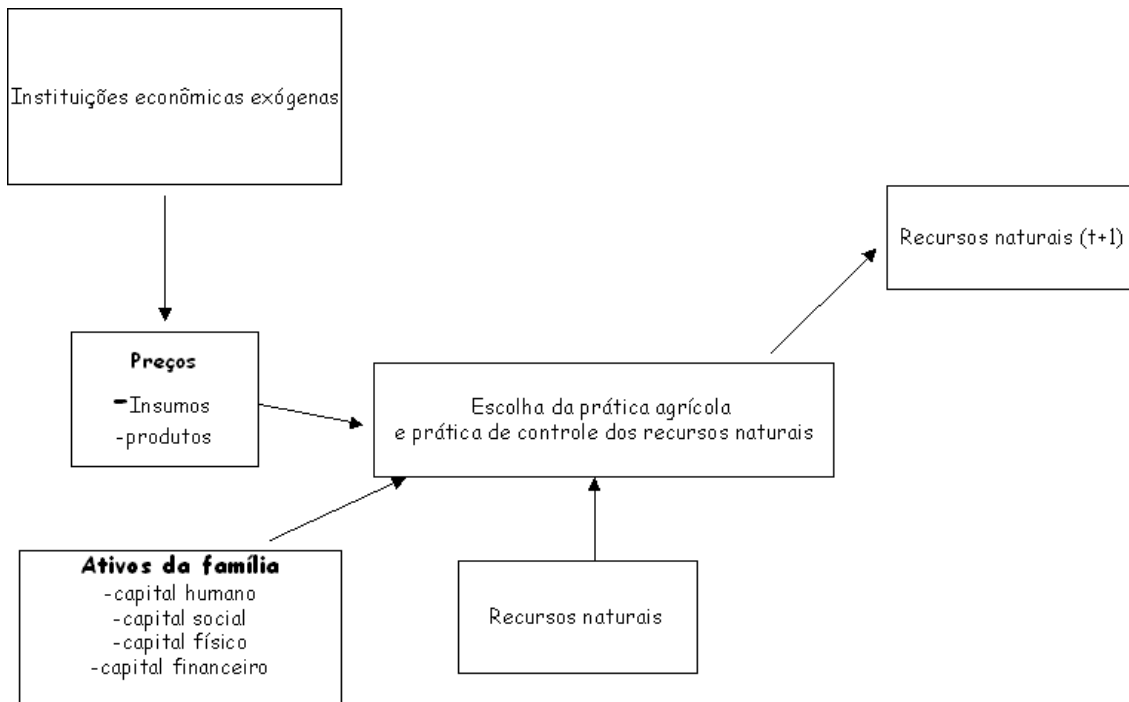 Instituições econômicas exógenas
Recursos naturais (t+1)
Preços
-Insumos
-produtos
Escolha da prática agrícola
e prática de controle dos recursos naturais
Ativos da família
-capital humano
-capital social
-capital físico
-capital financeiro
Recursos naturais